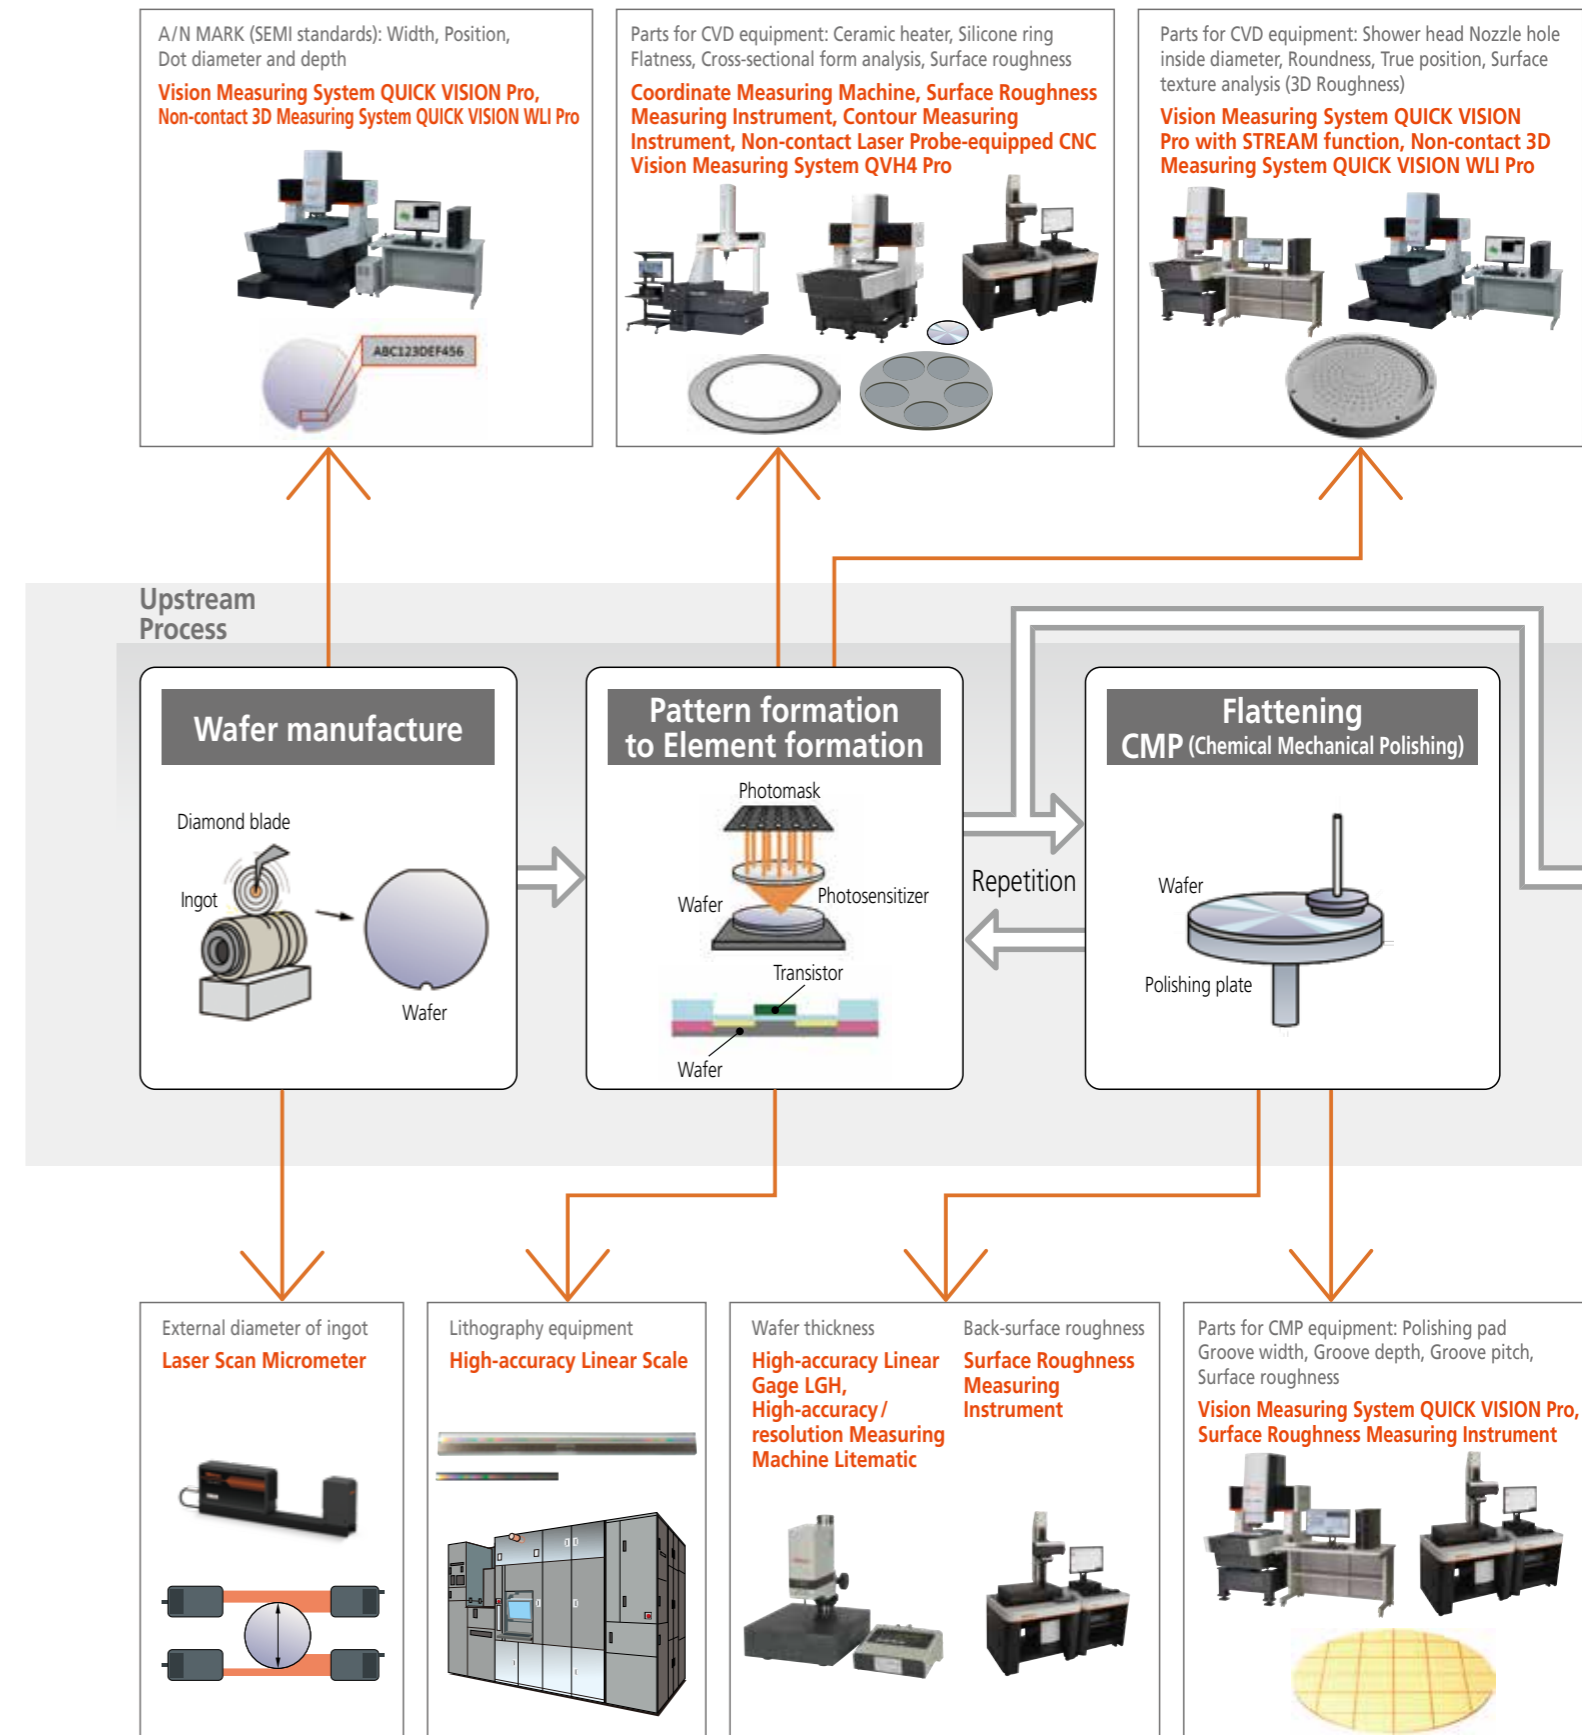 A/N MARK (SEMI standards): Width, Position,
Dot diameter and depth
Vision Measuring System QUICK VISION Pro,
Non-contact 3D Measuring System QUICK VISION WLI Pro
ABC123DEF456
Parts for CVD equipment: Ceramic heater, Silicone ring
Flatness, Cross-sectional form analysis, Surface roughness
Coordinate Measuring Machine, Surface Roughness
Measuring Instrument, Contour Measuring
Instrument, Non-contact Laser Probe-equipped CNC
Vision Measuring System QVH4 Pro
Parts for CVD equipment: Shower head Nozzle hole
inside diameter, Roundness, True position, Surface
texture analysis (3D Roughness)
Vision Measuring System QUICK VISION
Pro with STREAM function, Non-contact 3D
Measuring System QUICK VISION WLI Pro
Upstream
Process
Wafer manufacture
Diamond blade
Ingot
Wafer
Pattern formation
to Element formation
Photomask
Photosensitizer
Wafer
Transistor
Wafer
Repetition
Flattening
CMP (Chemical Mechanical Polishing)
Wafer
Polishing plate
External diameter of ingot
Laser Scan Micrometer
Lithography equipment
High-accuracy Linear Scale
Wafer thickness
High-accuracy Linear
Gage LGH,
High-accuracy/
resolution Measuring
Machine Litematic
Back-surface roughness
Surface Roughness
Measuring
Instrument
Parts for CMP equipment: Polishing pad
Groove width, Groove depth, Groove pitch,
Surface roughness
Vision Measuring System QUICK VISION Pro,
Surface Roughness Measuring Instrument